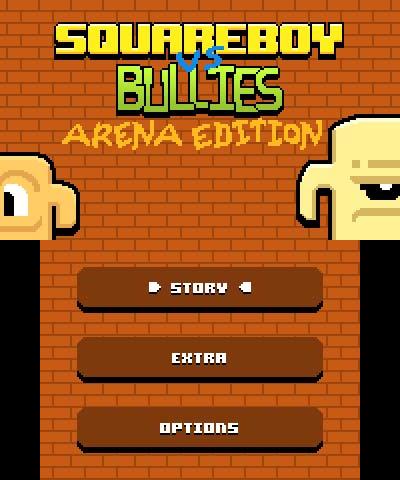 SQUAREBOY
VS
BULLIES
ARENA EDITION
STORY
EXTRA
OPTIONS